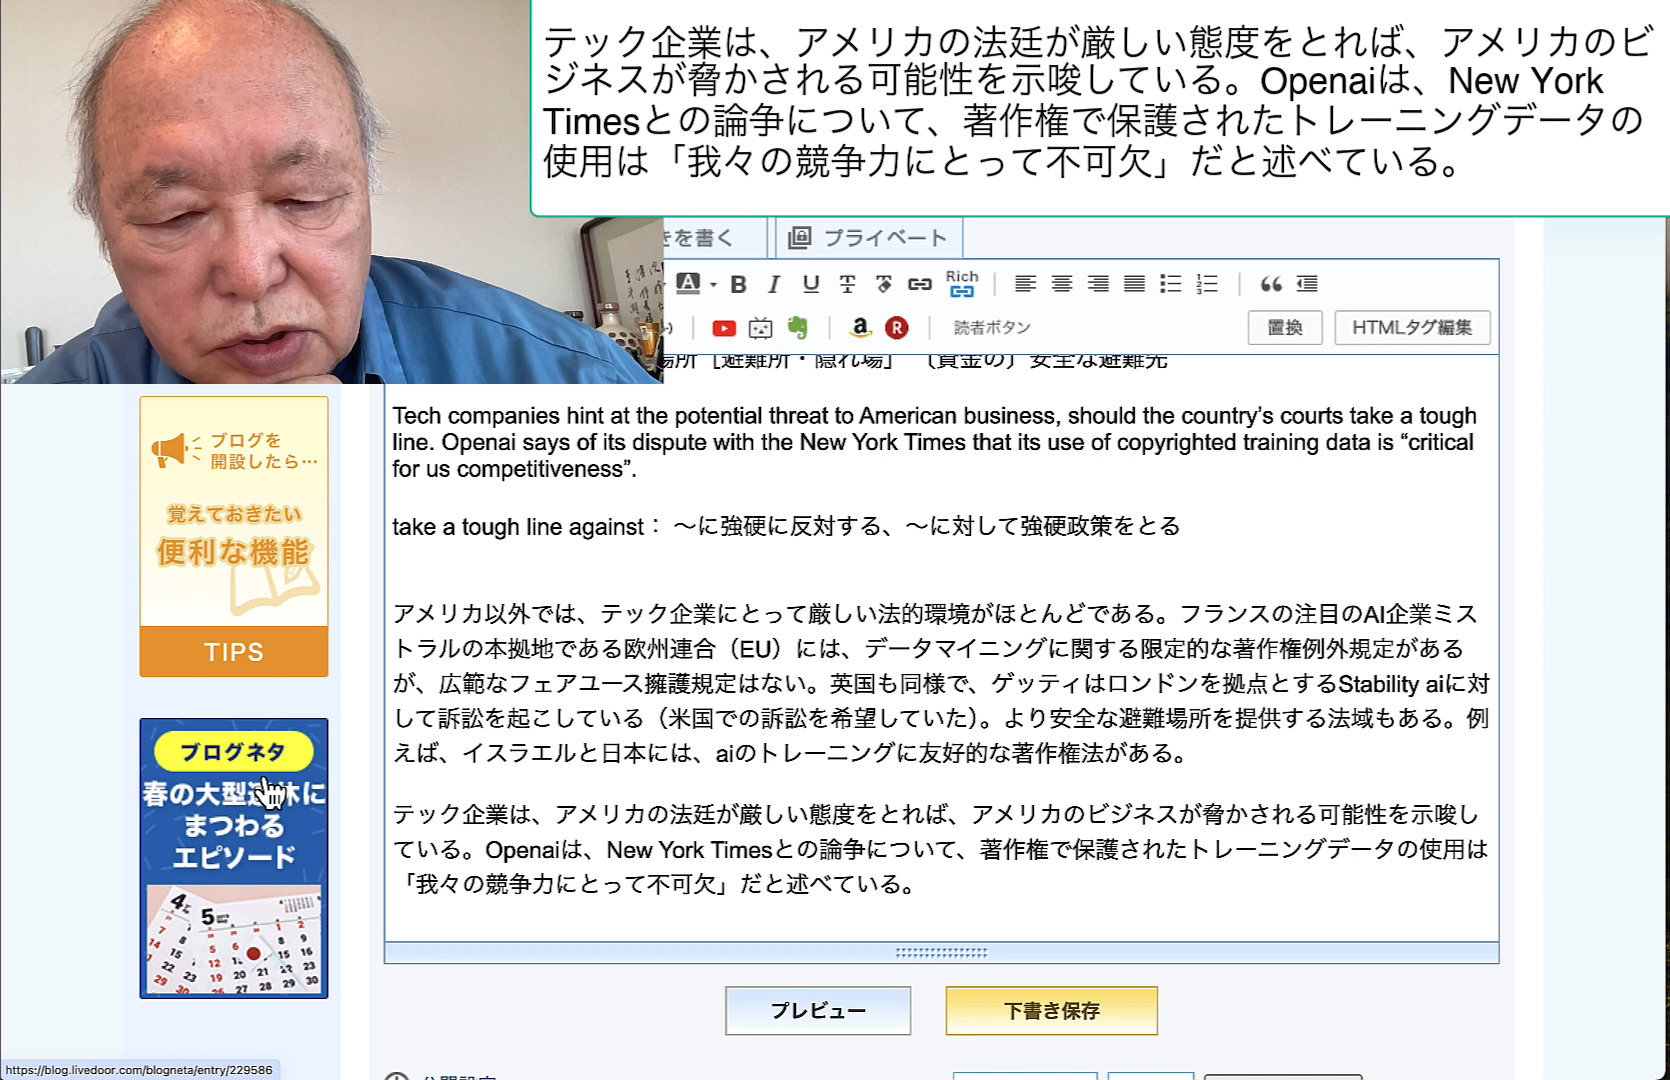 テック企業は、アメリカの法廷が厳しい態度をとれば、アメリカのビ
ジネスが脅かされる可能性を示唆している。Openaiは、New York
Timesとの論争について、著作権で保護されたトレーニングデータの
使用は「我々の競争力にとって不可欠」だと述べている。
きを書く
プライベート
A B I U T Rich
読者ボタン
置換
HTMLタグ編集
場所［避難所・隠れ場］ 〔資金の〕安全な避難先
Tech companies hint at the potential threat to American business, should the country’s courts take a tough
line. Openai says of its dispute with the New York Times that its use of copyrighted training data is “critical
for us competitiveness”.
take a tough line against： 〜に強硬に反対する、〜に対して強硬政策をとる
アメリカ以外では、テック企業にとって厳しい法的環境がほとんどである。フランスの注目のAI企業ミス
トラルの本拠地である欧州連合（EU）には、データマイニングに関する限定的な著作権例外規定がある
が、広範なフェアユース擁護規定はない。英国も同様で、ゲッティはロンドンを拠点とするStability aiに対
して訴訟を起こしている（米国での訴訟を希望していた）。より安全な避難場所を提供する法域もある。例
えば、イスラエルと日本には、aiのトレーニングに友好的な著作権法がある。
テック企業は、アメリカの法廷が厳しい態度をとれば、アメリカのビジネスが脅かされる可能性を示唆し
ている。Openaiは、New York Timesとの論争について、著作権で保護されたトレーニングデータの使用は
「我々の競争力にとって不可欠」だと述べている。
プレビュー
下書き保存
ブログを
開設したら…
覚えておきたい
便利な機能
TIPS
ブログネタ
春の大型連休に
まつわる
エピソード
https://blog.livedoor.com/blogneta/entry/229586
公開設定